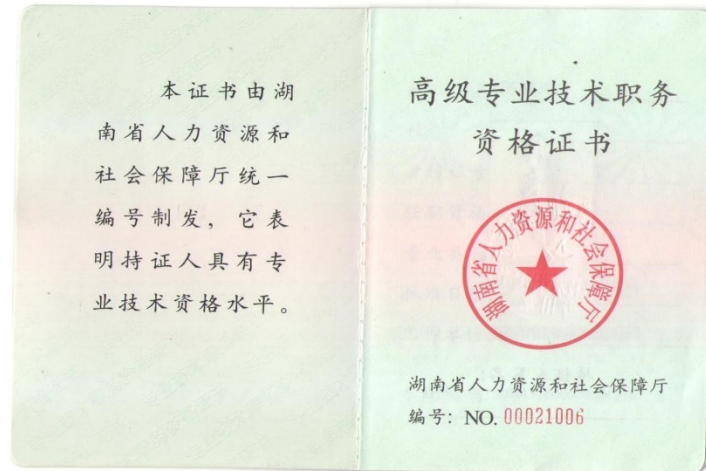 本证书由湖
南省人力资源和
社会保障厅统一
编号制发，它表
明持证人具有专
业技术资格水平。
高级专业技术职务
资格证书
湖南省人力资源和社会保障厅
湖南省人力资源和社会保障厅
编号：NO. 00021006